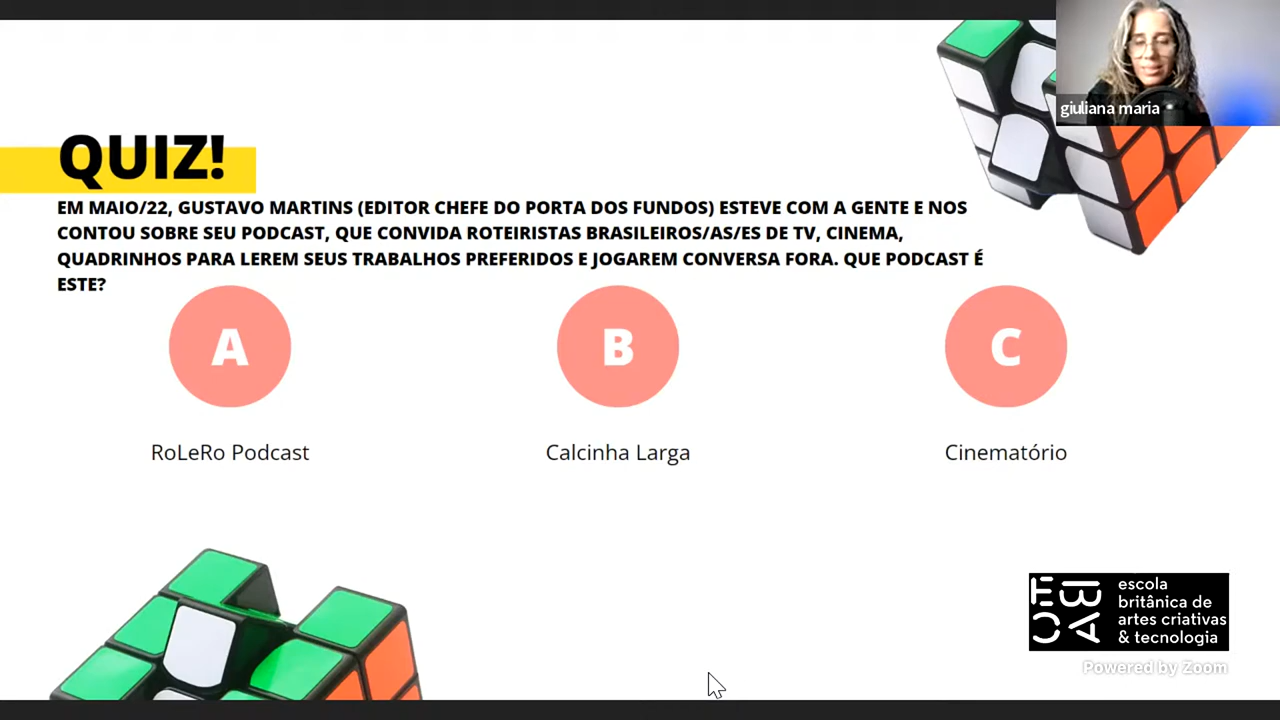 giuliana maria
QUIZ!
EM MAIO/22, GUSTAVO MARTINS (EDITOR CHEFE DO PORTA DOS FUNDOS) ESTEVE COM A GENTE E NOS
CONTOU SOBRE SEU PODCAST, QUE CONVIDA ROTEIRISTAS BRASILEIROS/AS/ES DE TV, CINEMA,
QUADRINHOS PARA LEREM SEUS TRABALHOS PREFERIDOS E JOGAREM CONVERSA FORA. QUE PODCAST É
ESTE?
A
B
C
RoLeRo Podcast
Calcinha Larga
Cinematório
EBAC
escola
britânica de
artes criativas
& tecnologia
Powered by Zoom